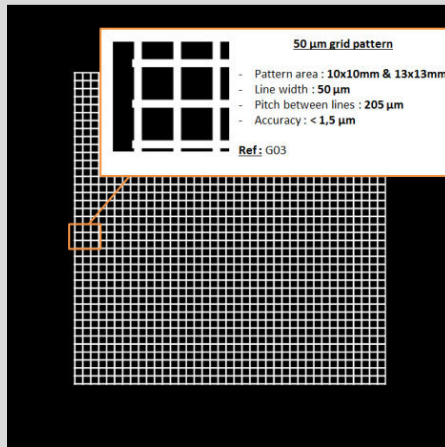 50 µm grid pattern
- Pattern area : 10x10mm & 13x13mm
- Line width : 50 µm
- Pitch between lines : 205 µm
- Accuracy : < 1,5 µm
Ref : G03